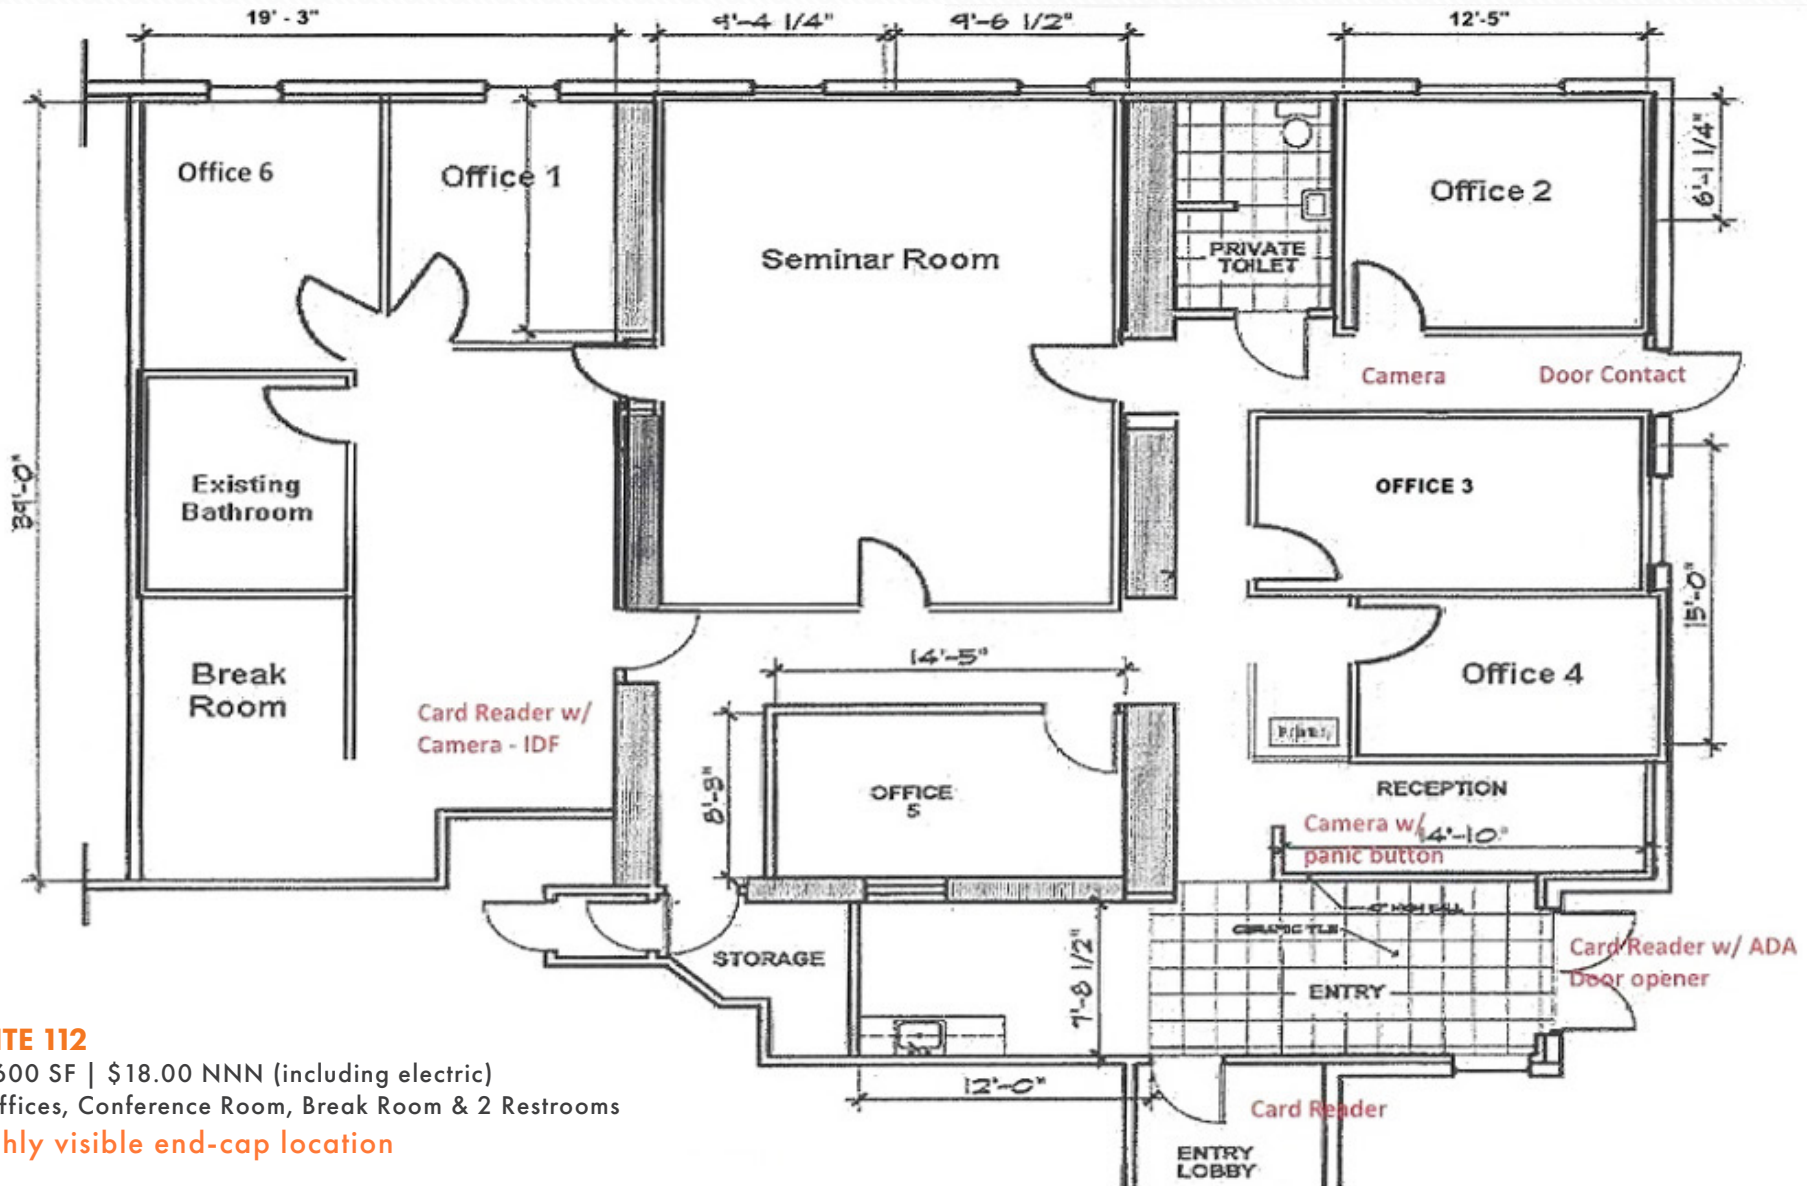 19' - 3"
9'-4 1/4"
9'-6 1/2"
12'-5"
Office 6
Office 1
Seminar Room
PRIVATE
TOILET
Office 2
6'-1 1/4"
Camera
Door Contact
39'-0"
Existing
Bathroom
OFFICE 3
15'-0"
Break
Room
14'-5"
Office 4
Card Reader w/
Camera - IDF
8'-8"
OFFICE
5
RECEPTION
Camera w/
14'-10"
panic button
CERAMIC TILE
STORAGE
7'-8 1/2"
ENTRY
Card Reader w/ ADA
Door opener
12'-0"
Card Reader
ENTRY
LOBBY
ITE 112
600 SF | $18.00 NNN (including electric)
ffices, Conference Room, Break Room & 2 Restrooms
hly visible end-cap location